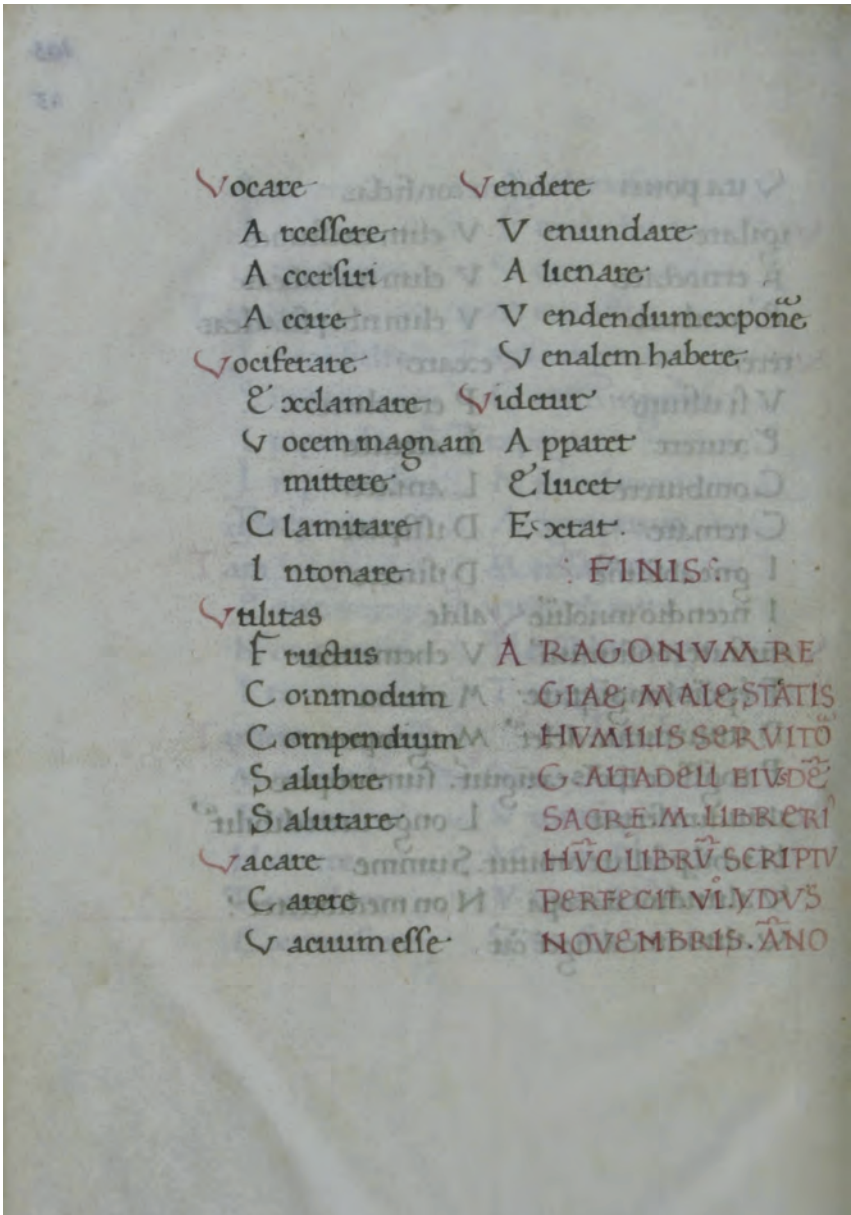 Vocare
A rcessere
A ccersiri
A ccire
Vociferare
E xclamare
V ocem magnam
mittere
C lamitare
I ntonare
Vtilitas
F ructus
C ommodum
C ompendium
S alubre
S alutare
Vacare
C arere
V acuum esse
Vendere
V enundare
A lienare
V endendum expone͂
V enalem habere
Videtur
A pparet
E lucet
E xtat.
FINIS
A RAGONVM RE
GIAE MAIESTATIS
HVMILIS SERVITO͂
G. ALTADELL EIVSDE͂
SACRE. M. LIBRERI
HV͂C LIBRV͂ SCRIPTV
PERFECIT. VI. YDVS
NOVEMBRIS. A͂NO